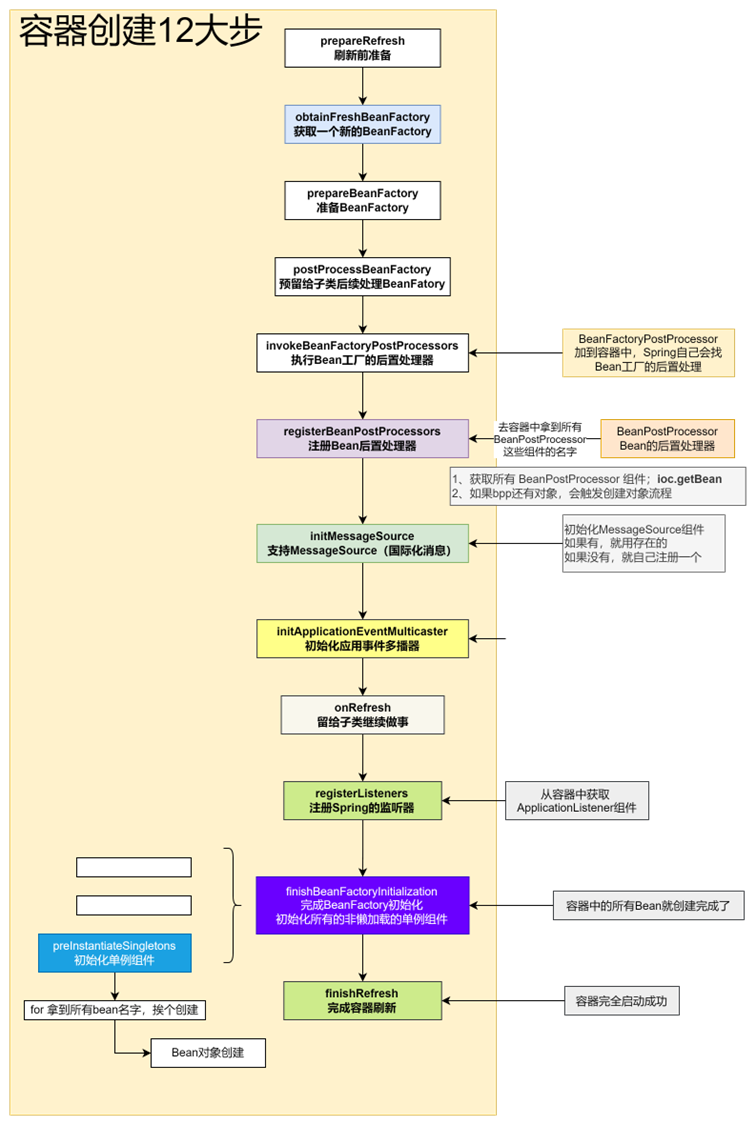 容器创建12大步
prepareRefresh
刷新前准备
obtainFreshBeanFactory
获取一个新的BeanFactory
prepareBeanFactory
准备BeanFactory
postProcessBeanFactory
预留给子类后续处理BeanFatory
invokeBeanFactoryPostProcessors
执行Bean工厂的后置处理器
BeanFactoryPostProcessor
加到容器中，Spring自己会找
Bean工厂的后置处理
registerBeanPostProcessors
注册Bean后置处理器
去容器中拿到所有
BeanPostProcessor
这些组件的名字
BeanPostProcessor
Bean的后置处理器
1、获取所有 BeanPostProcessor 组件；ioc.getBean
2、如果bpp还有对象，会触发创建对象流程
initMessageSource
支持MessageSource（国际化消息）
初始化MessageSource组件
如果有，就用存在的
如果没有，就自己注册一个
initApplicationEventMulticaster
初始化应用事件多播器
onRefresh
留给子类继续做事
registerListeners
注册Spring的监听器
从容器中获取
ApplicationListener组件
finishBeanFactoryInitialization
完成BeanFactory初始化
初始化所有的非懒加载的单例组件
容器中的所有Bean就创建完成了
preInstantiateSingletons
初始化单例组件
for 拿到所有bean名字，挨个创建
Bean对象创建
finishRefresh
完成容器刷新
容器完全启动成功